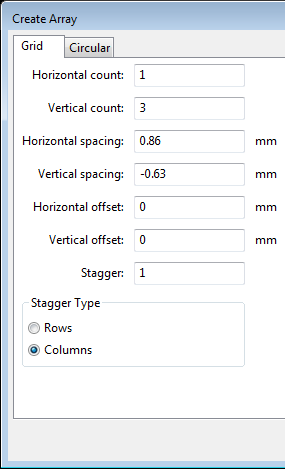 Create Array
Grid Circular
Horizontal count: 1
Vertical count: 3
Horizontal spacing: 0.86 mm
Vertical spacing: -0.63 mm
Horizontal offset: 0 mm
Vertical offset: 0 mm
Stagger: 1
Stagger Type
Rows
Columns